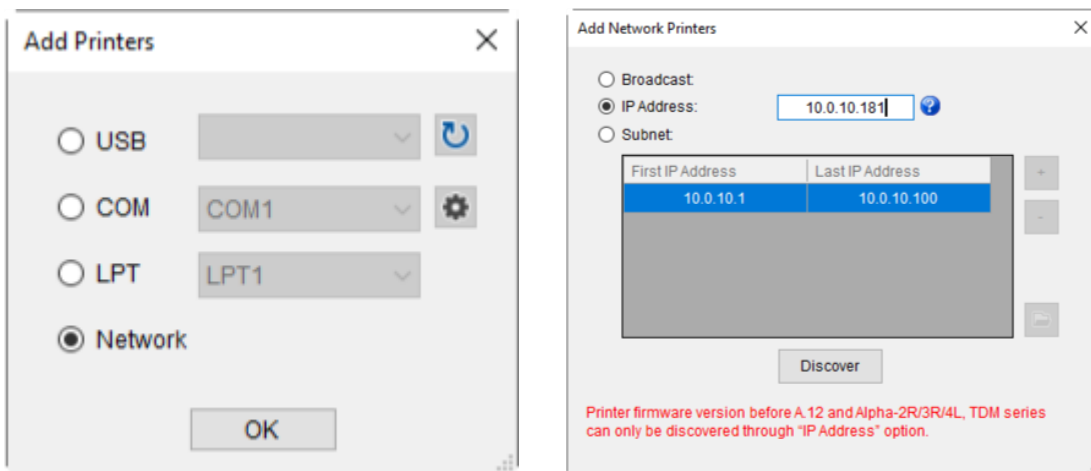 Add Printers
USB
COM COM1
LPT LPT1
Network
OK
Add Network Printers
Broadcast:
IP Address: 10.0.10.181
Subnet:
First IP Address Last IP Address
10.0.10.1 10.0.10.100
+
-
Discover
Printer firmware version before A.12 and Alpha-2R/3R/4L, TDM series
can only be discovered through "IP Address" option.